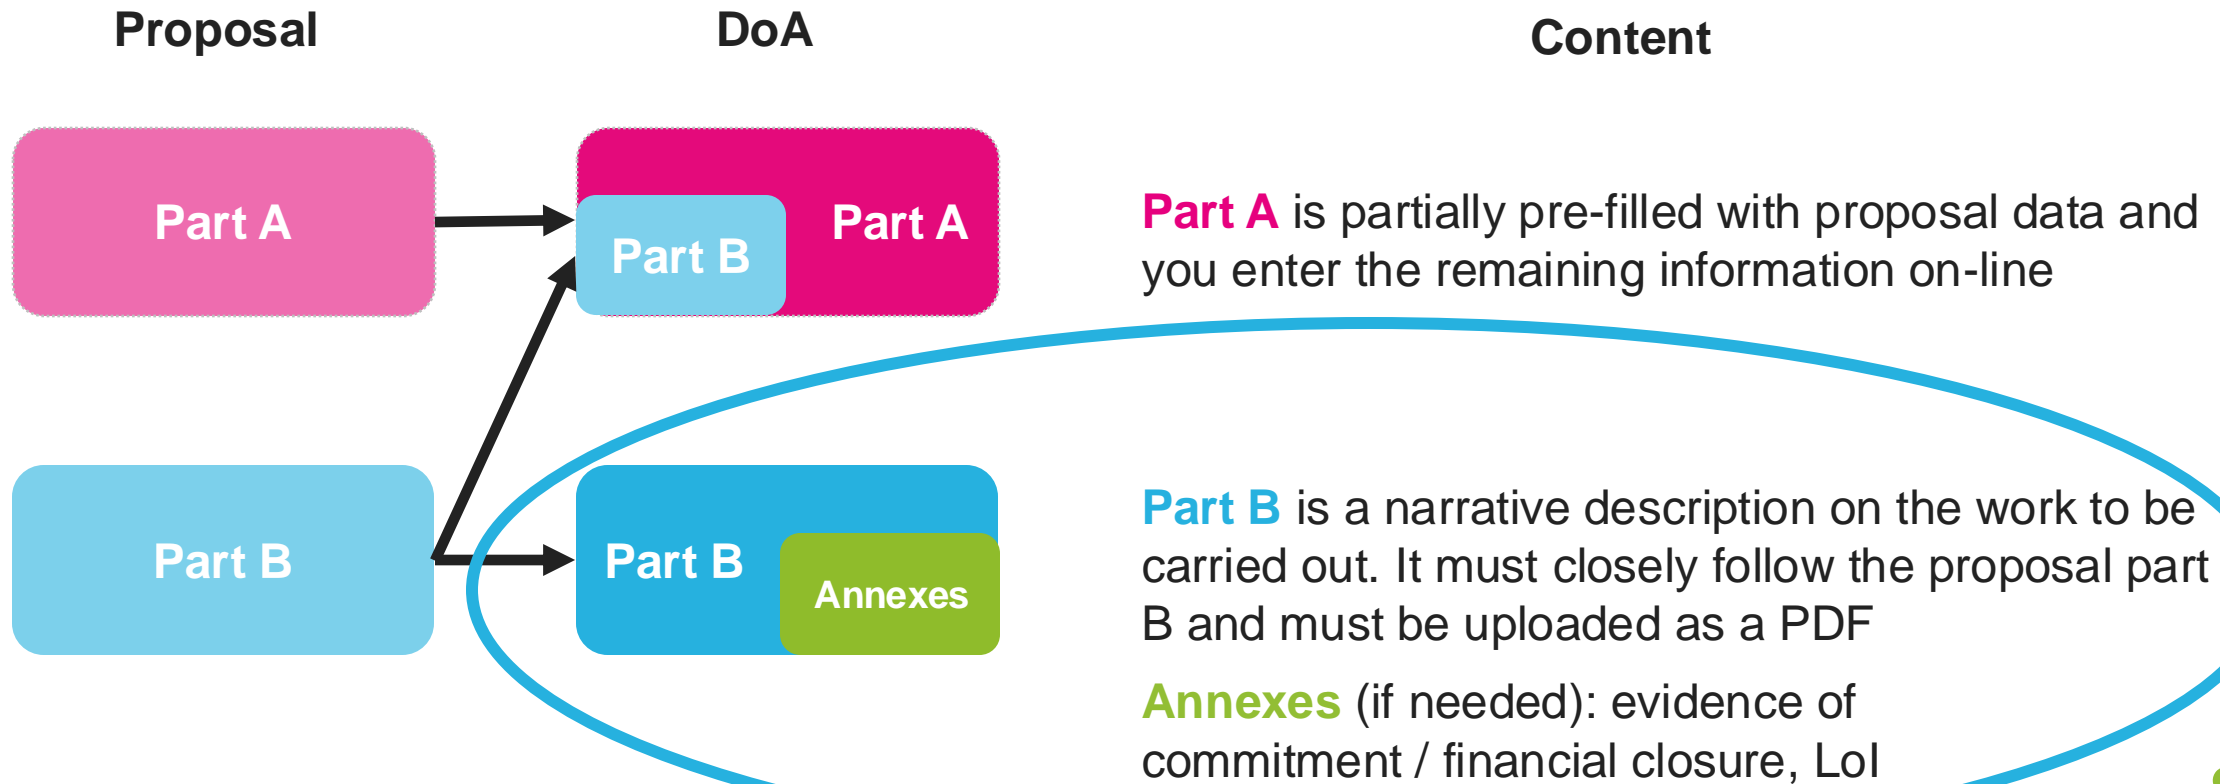 Proposal
DoA
Content
Part A
Part B
Part A
Part A is partially pre-filled with proposal data and
you enter the remaining information on-line
Part B
Part B
Annexes
Part B is a narrative description on the work to be
carried out. It must closely follow the proposal part
B and must be uploaded as a PDF
Annexes (if needed): evidence of
commitment / financial closure, LoI